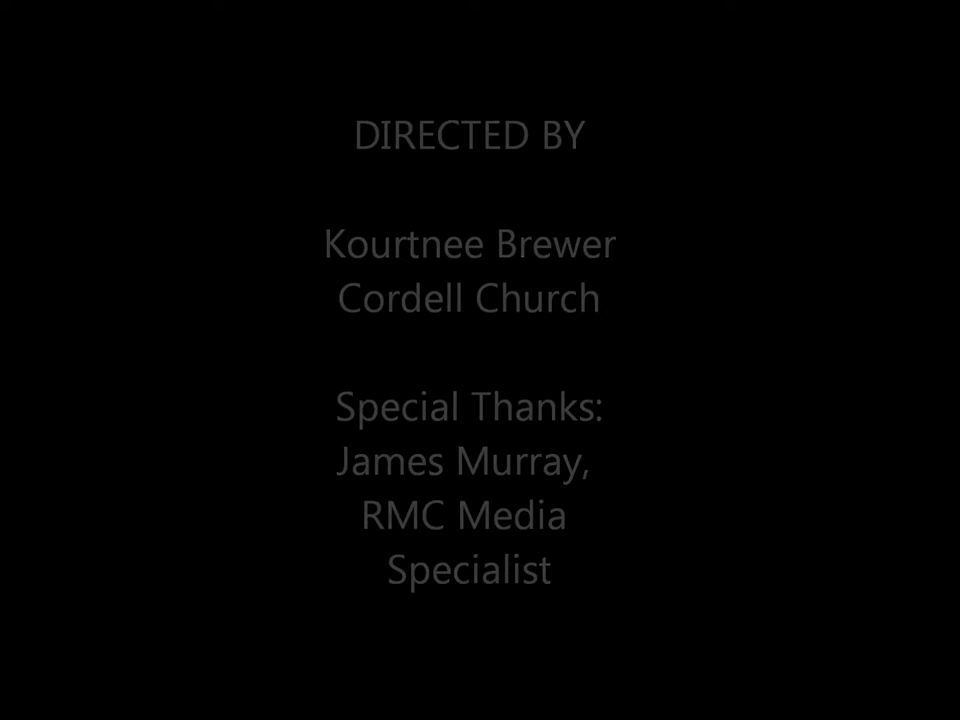 DIRECTED BY
Kourtnee Brewer
Cordell Church
Special Thanks:
James Murray,
RMC Media
Specialist